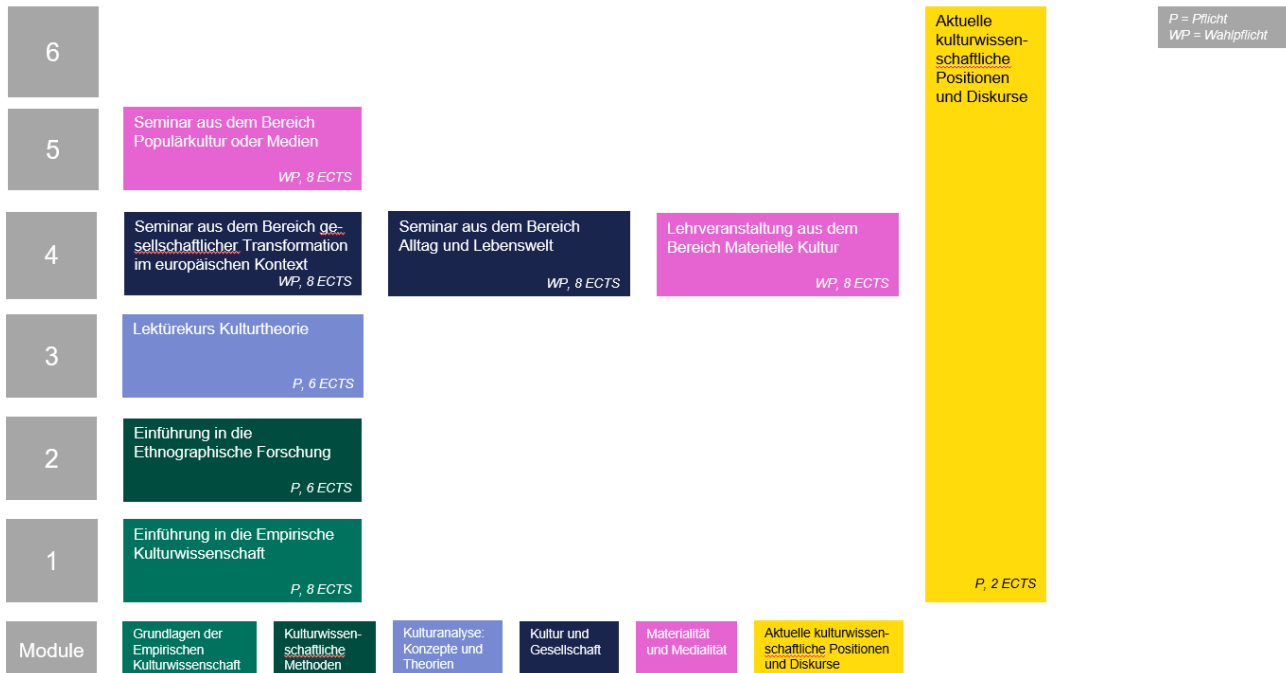 6
Aktuelle
kulturwissen-
schaftliche
Positionen
und Diskurse
P = Pflicht
WP = Wahlpflicht
5
Seminar aus dem Bereich
Populärkultur oder Medien
WP, 8 ECTS
4
Seminar aus dem Bereich ge-
sellschaftlicher Transformation
im europäischen Kontext
WP, 8 ECTS
Seminar aus dem Bereich
Alltag und Lebenswelt
WP, 8 ECTS
Lehrveranstaltung aus dem
Bereich Materielle Kultur
WP, 8 ECTS
3
Lektürekurs Kulturtheorie
P, 6 ECTS
2
Einführung in die
Ethnographische Forschung
P, 6 ECTS
1
Einführung in die Empirische
Kulturwissenschaft
P, 8 ECTS
P, 2 ECTS
Module
Grundlagen der
Empirischen
Kulturwissenschaft
Kulturwissen-
schaftliche
Methoden
Kulturanalyse:
Konzepte und
Theorien
Kultur und
Gesellschaft
Materialität
und Medialität
Aktuelle kulturwissen-
schaftliche Positionen
und Diskurse